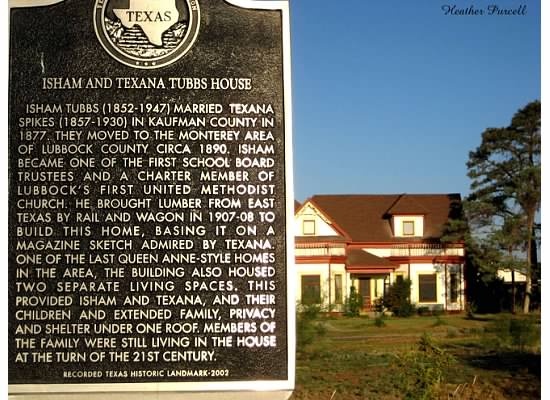 Heather Purcell
TEXAS
ISHAM AND TEXANA TUBBS HOUSE
ISHAM TUBBS (1852-1947) MARRIED TEXANA
SPIKES (1857-1930) IN KAUFMAN COUNTY IN
1877. THEY MOVED TO THE MONTEREY AREA
OF LUBBOCK COUNTY CIRCA 1890. ISHAM
BECAME ONE OF THE FIRST SCHOOL BOARD
TRUSTEES AND A CHARTER MEMBER OF
LUBBOCK'S FIRST UNITED METHODIST
CHURCH. HE BROUGHT LUMBER FROM EAST
TEXAS BY RAIL AND WAGON IN 1907-08 TO
BUILD THIS HOME, BASING IT ON A
MAGAZINE SKETCH ADMIRED BY TEXANA.
ONE OF THE LAST QUEEN ANNE-STYLE HOMES
IN THE AREA, THE BUILDING ALSO HOUSED
TWO SEPARATE LIVING SPACES. THIS
PROVIDED ISHAM AND TEXANA, AND THEIR
CHILDREN AND EXTENDED FAMILY, PRIVACY
AND SHELTER UNDER ONE ROOF. MEMBERS OF
THE FAMILY WERE STILL LIVING IN THE HOUSE
AT THE TURN OF THE 21ST CENTURY.
RECORDED TEXAS HISTORIC LANDMARK-2002